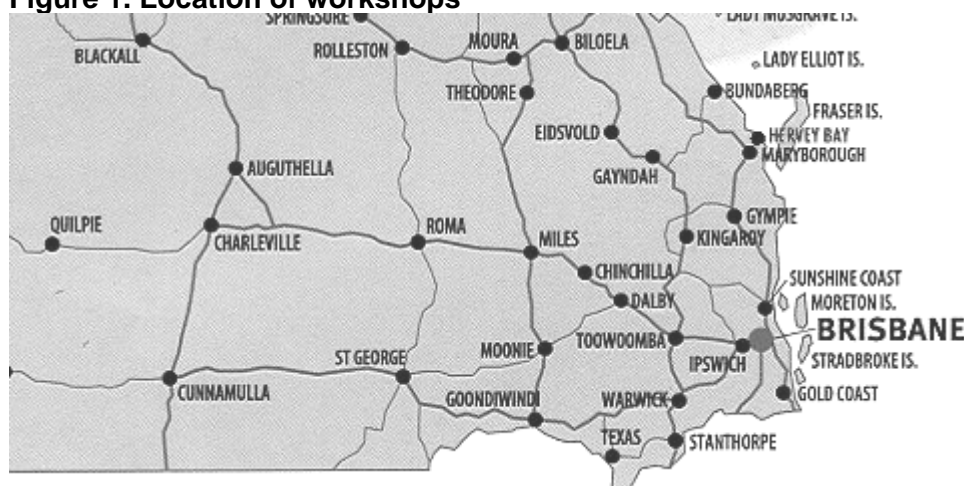 Figure 1: Location of workshops
SPRINGSURE
LADY MUSGRAVE IS.
BLACKALL
ROLLESTON
MOURA
BILOELA
LADY ELLIOT IS.
THEODORE
BUNDABERG
FRASER IS.
EIDSVOLD
HERVEY BAY
MARYBOROUGH
AUGUTHELLA
GAYNDAH
QUILPIE
CHARLEVILLE
ROMA
MILES
GYMPIE
KINGAROY
CHINCHILLA
SUNSHINE COAST
DALBY
MORETON IS.
BRISBANE
TOOWOOMBA
ST GEORGE
MOONIE
IPSWICH
STRADBROKE IS.
CUNNAMULLA
GOONDIWINDI
WARWICK
GOLD COAST
TEXAS
STANTHORPE